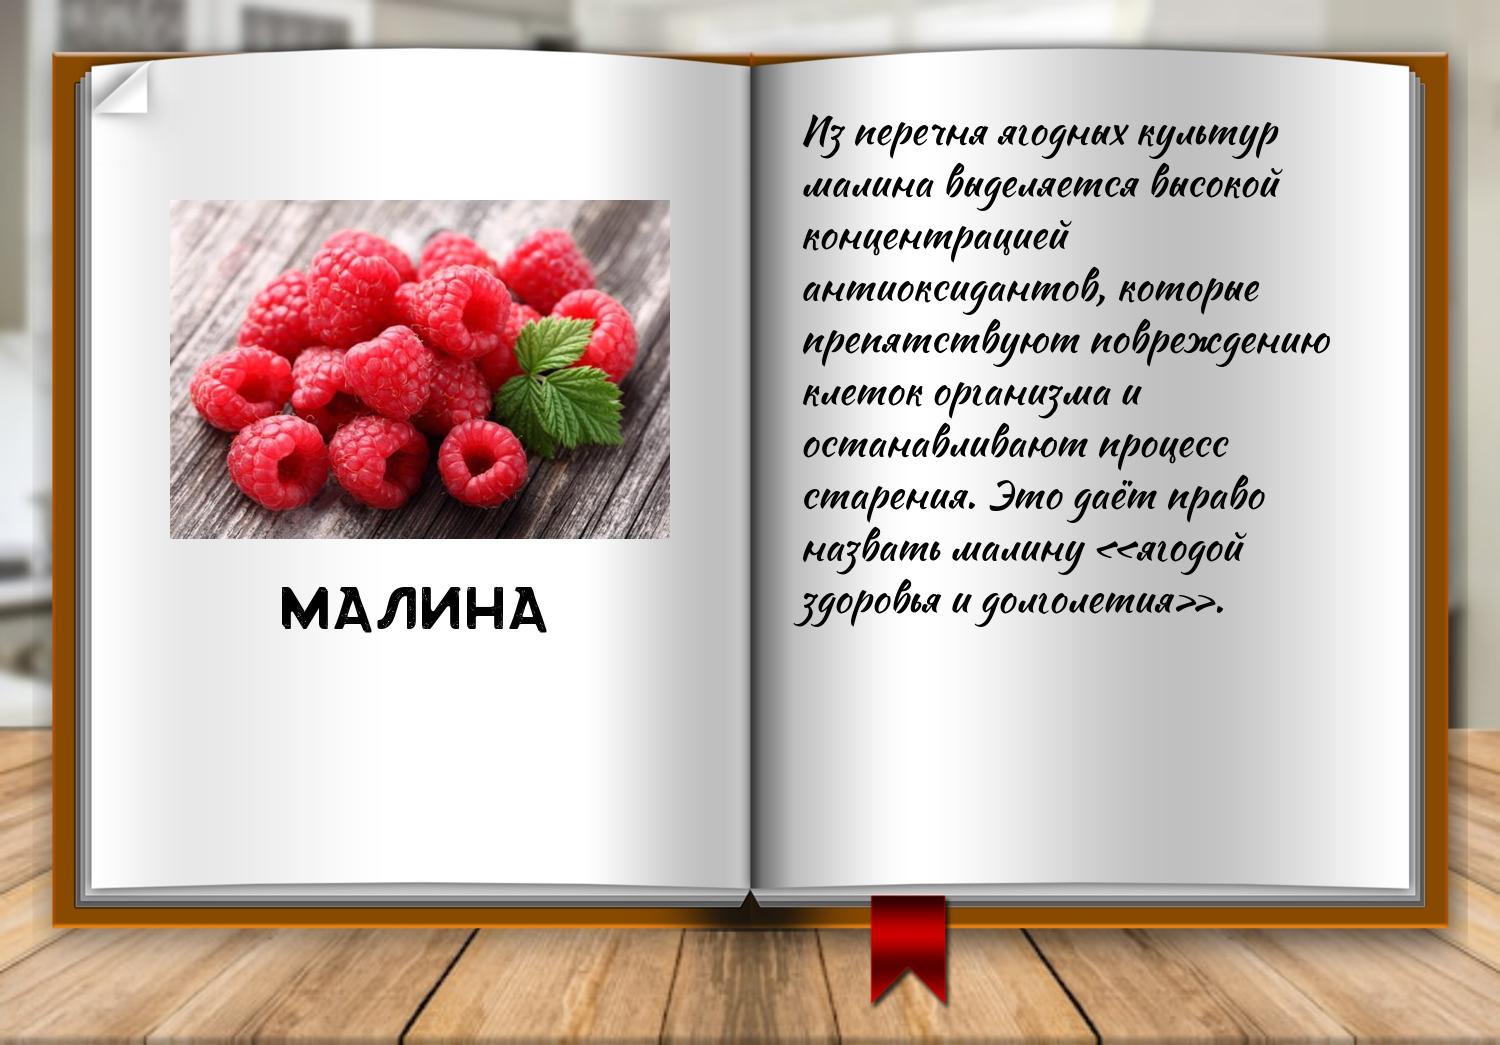 МАЛИНА
Из перечня ягодных культур
малина выделяется высокой
концентрацией
антиоксидантов, которые
препятствуют повреждению
клеток организма и
останавливают процесс
старения. Это даёт право
назвать малину <<ягодой
здоровья и долголетия>>.